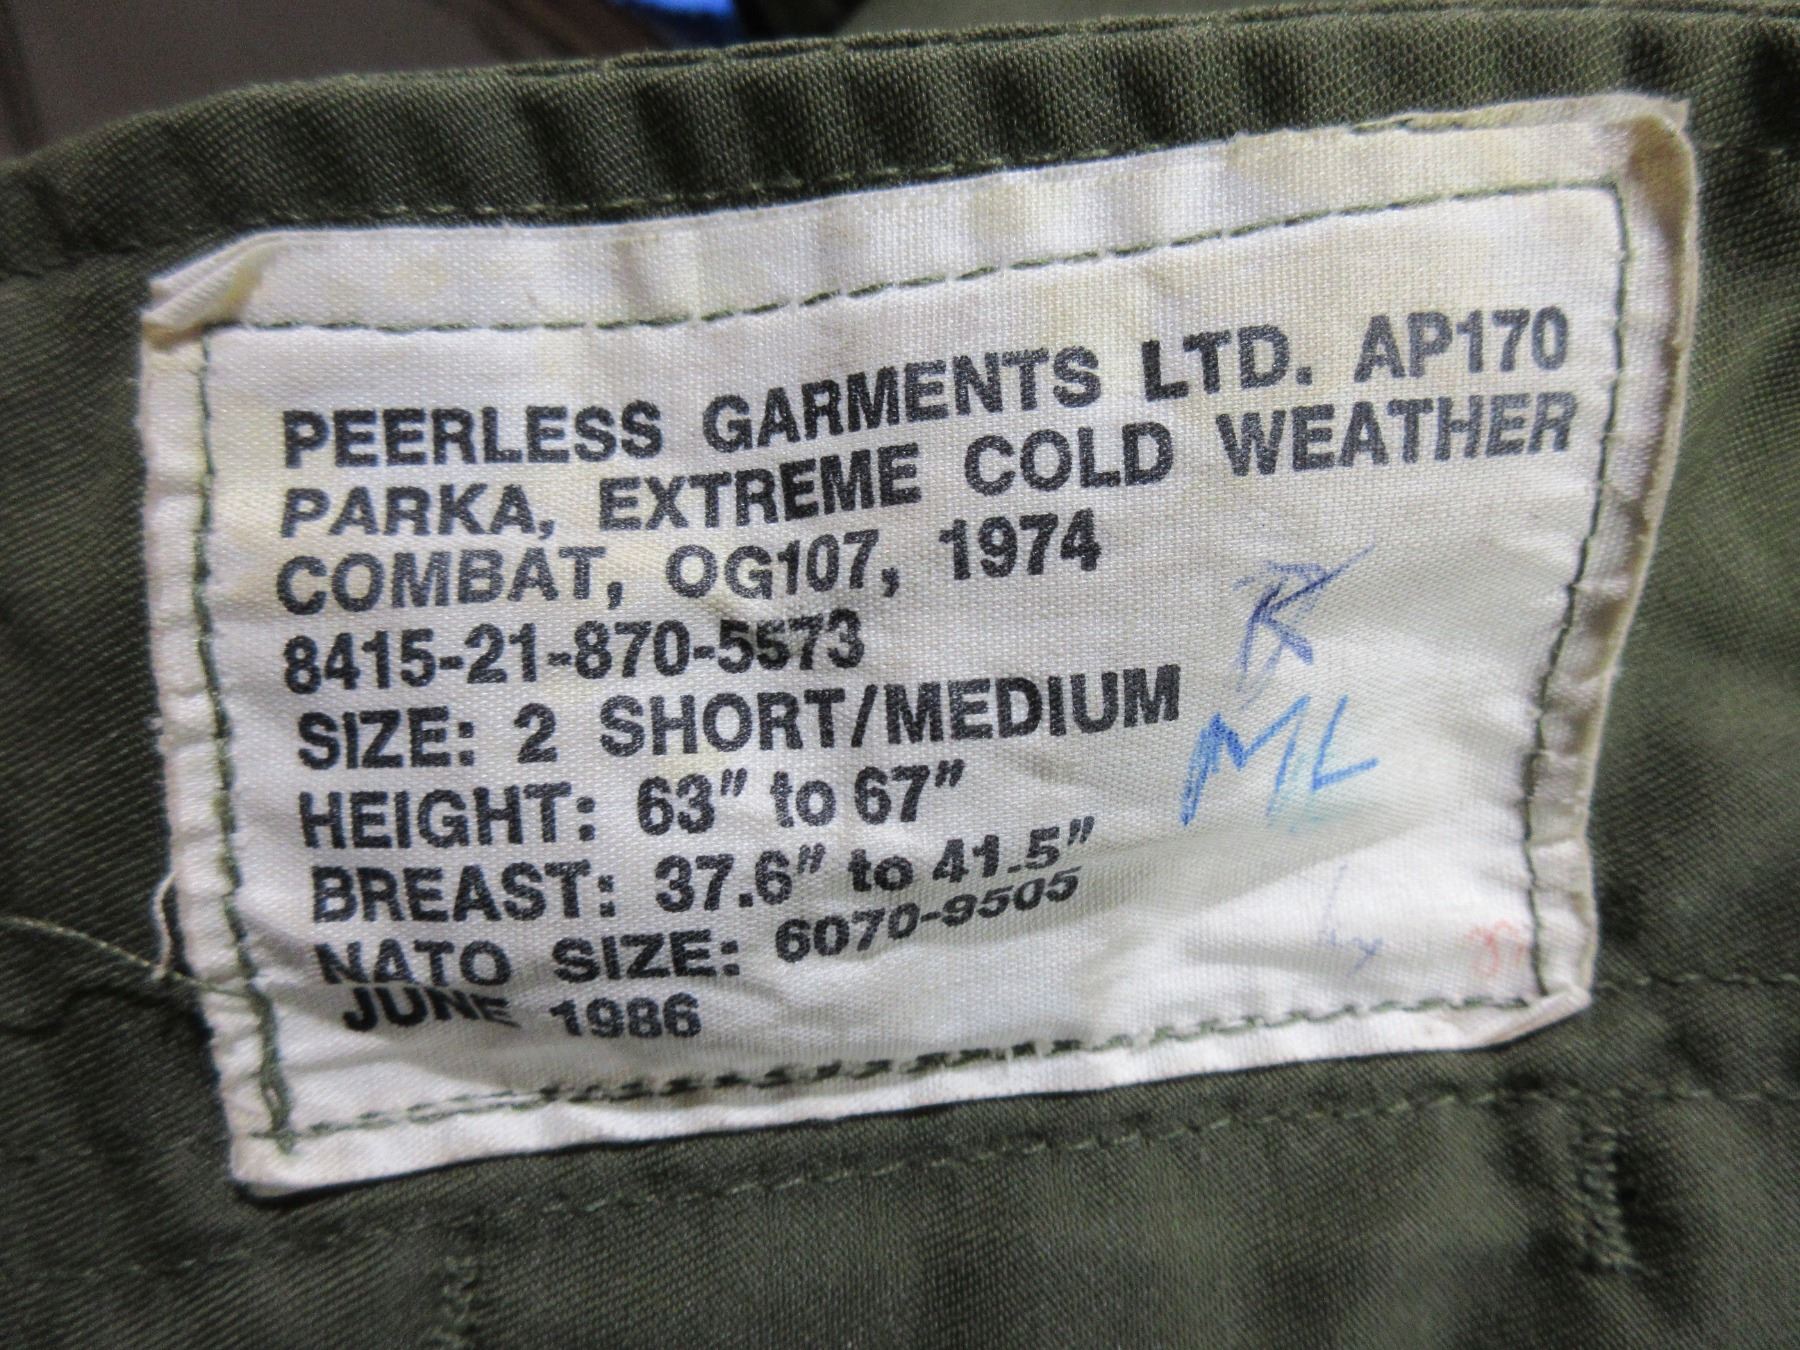 PEERLESS GARMENTS LTD. AP170
PARKA, EXTREME COLD WEATHER
COMBAT, OG107, 1974
8415-21-870-5573
SIZE: 2 SHORT/MEDIUM
HEIGHT: 63" to 67"
BREAST: 37.6" to 41.5"
NATO SIZE: 6070-9505
JUNE 1986
ML